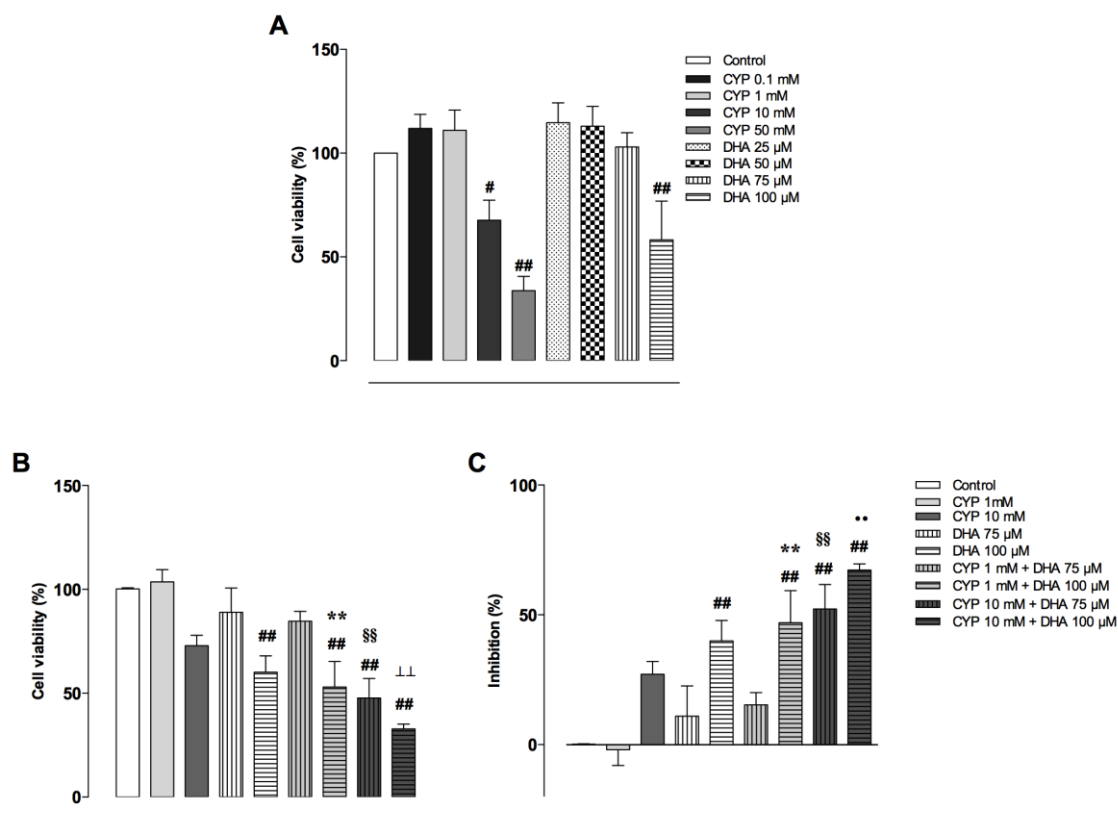 A
150
100
50
0
Cell viability (%)
#
##
##
Control
CYP 0.1 mM
CYP 1 mM
CYP 10 mM
CYP 50 mM
DHA 25 µM
DHA 50 µM
DHA 75 µM
DHA 100 µM
B
150
100
50
0
Cell viability (%)
##
**
##
§§
##
⊥⊥
##
C
100
50
0
Inhibition (%)
##
**
##
§§
##
••
##
Control
CYP 1mM
CYP 10 mM
DHA 75 µM
DHA 100 µM
CYP 1 mM + DHA 75 µM
CYP 1 mM + DHA 100 µM
CYP 10 mM + DHA 75 µM
CYP 10 mM + DHA 100 µM